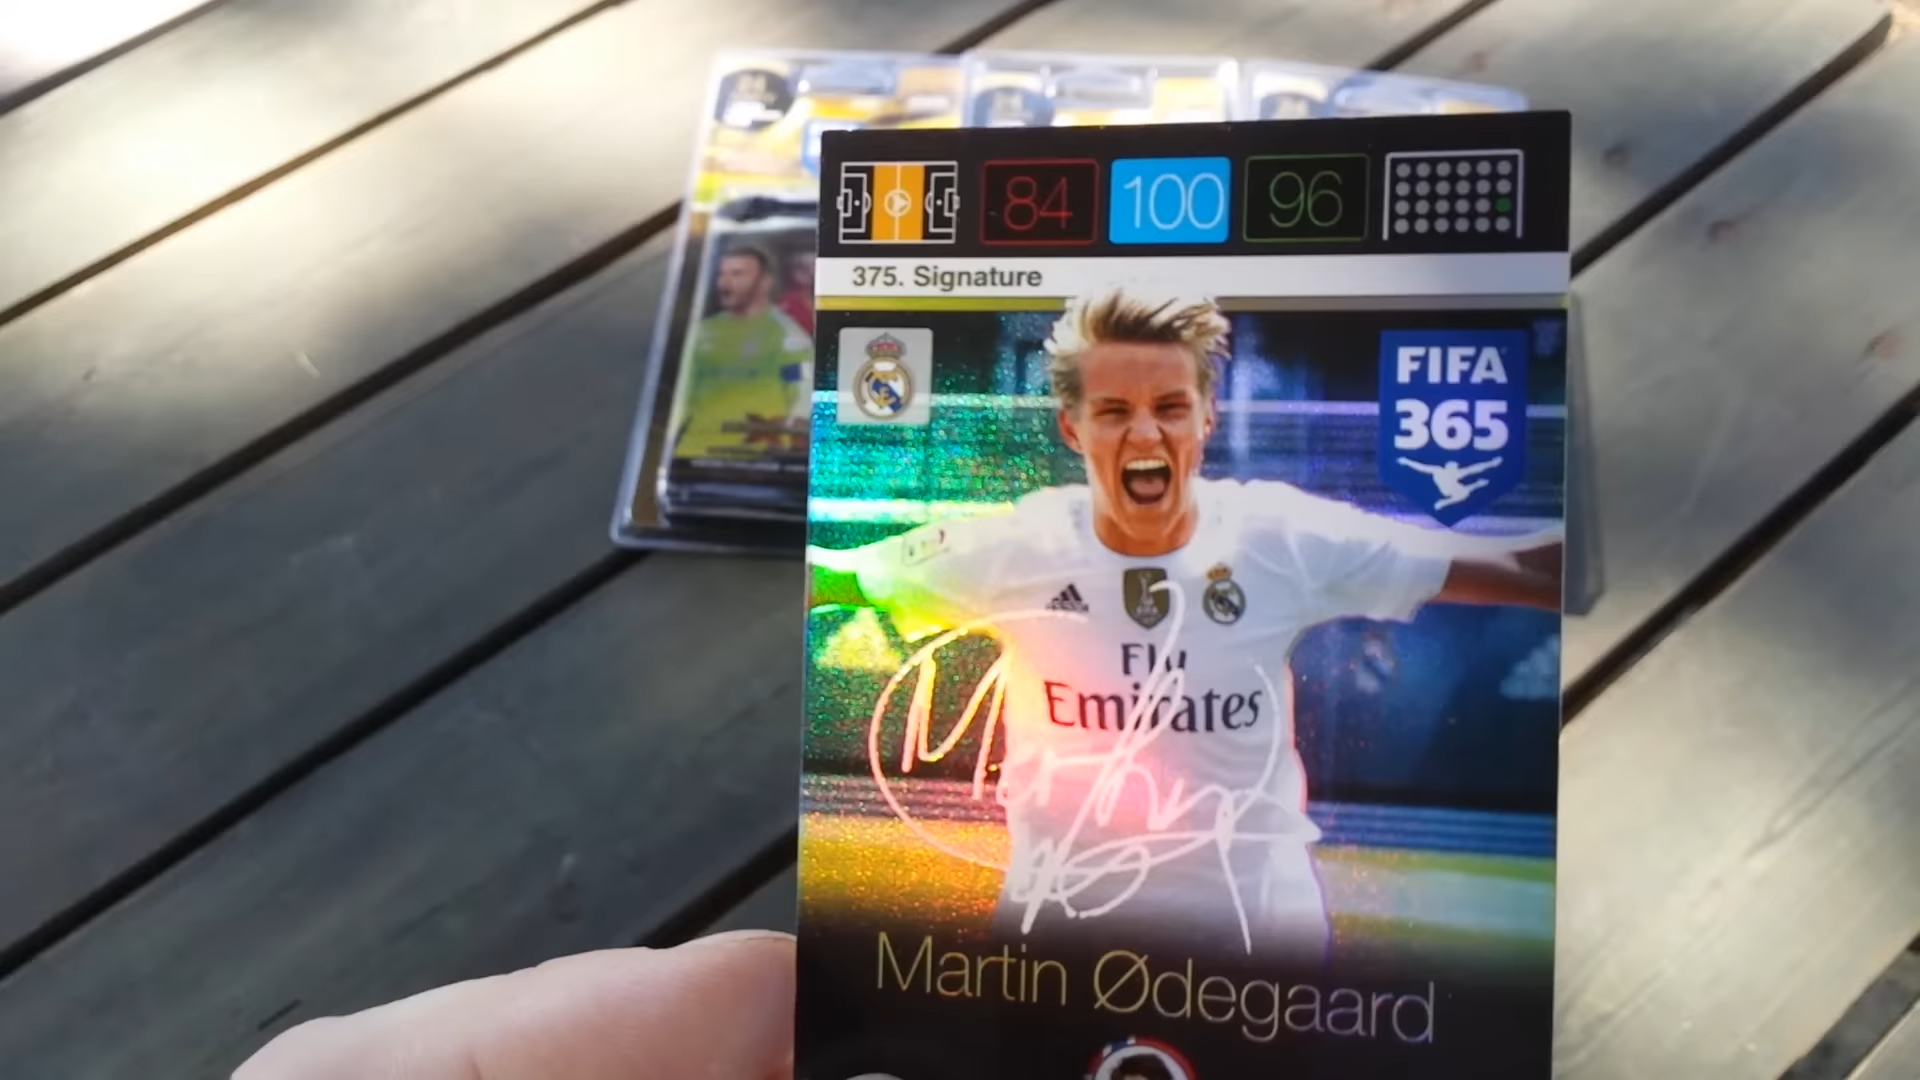 84 100 96
375. Signature
FIFA
365
Fly
Emirates
Martin Ødegaard